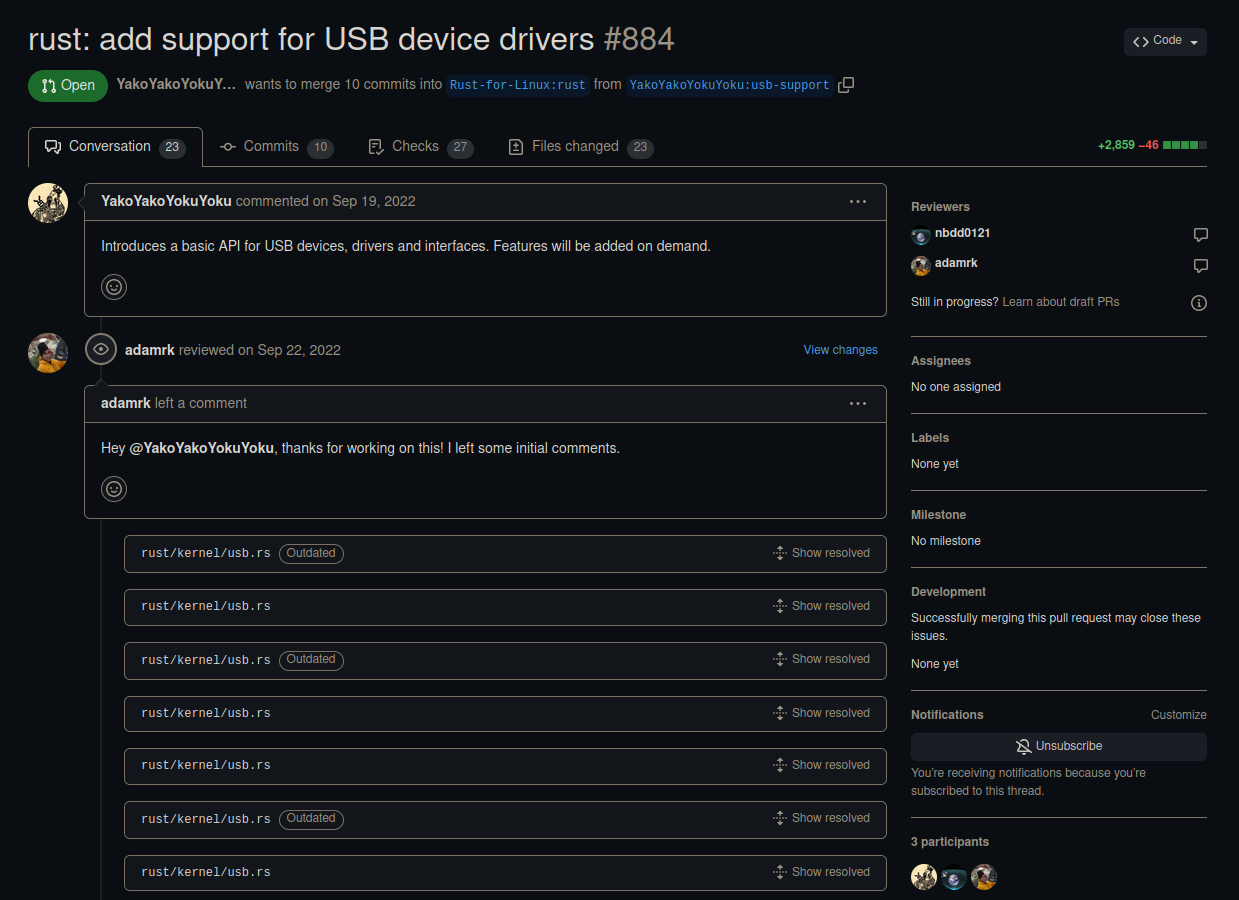 rust: add support for USB device drivers #884
Code
Open
YakoYakoYokuY... wants to merge 10 commits into Rust-for-Linux:rust from YakoYakoYokuYoku:usb-support
Conversation 23
Commits 10
Checks 27
Files changed 23
+2,859 −46
YakoYakoYokuYoku commented on Sep 19, 2022
Introduces a basic API for USB devices, drivers and interfaces. Features will be added on demand.
adamrk reviewed on Sep 22, 2022
View changes
adamrk left a comment
Hey @YakoYakoYokuYoku, thanks for working on this! I left some initial comments.
rust/kernel/usb.rs Outdated Show resolved
rust/kernel/usb.rs Show resolved
rust/kernel/usb.rs Outdated Show resolved
rust/kernel/usb.rs Show resolved
rust/kernel/usb.rs Show resolved
rust/kernel/usb.rs Outdated Show resolved
rust/kernel/usb.rs Show resolved
Reviewers
nbdd0121
adamrk
Still in progress? Learn about draft PRs
Assignees
No one assigned
Labels
None yet
Milestone
No milestone
Development
Successfully merging this pull request may close these
issues.
None yet
Notifications
Customize
Unsubscribe
You're receiving notifications because you're
subscribed to this thread.
3 participants